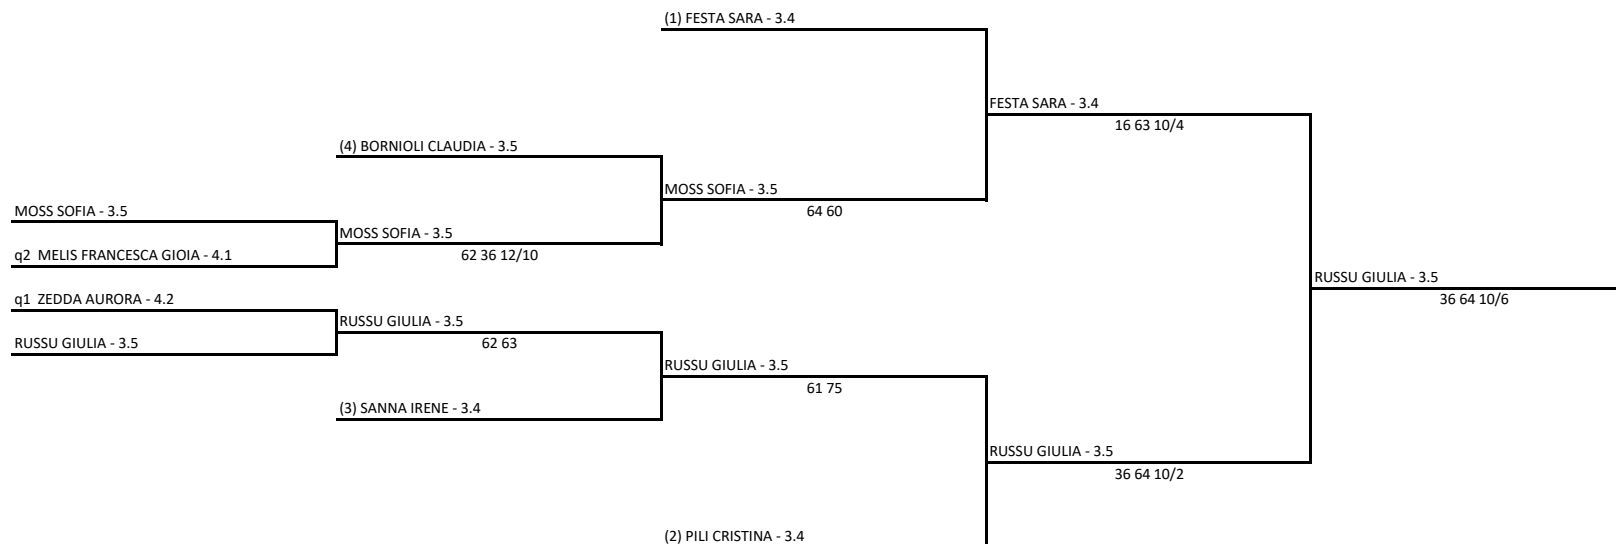 (1) FESTA SARA - 3.4
FESTA SARA - 3.4
16 63 10/4
(4) BORNIOLI CLAUDIA - 3.5
MOSS SOFIA - 3.5
64 60
MOSS SOFIA - 3.5
MOSS SOFIA - 3.5
62 36 12/10
q2 MELIS FRANCESCA GIOIA - 4.1
RUSSU GIULIA - 3.5
36 64 10/6
q1 ZEDDA AURORA - 4.2
RUSSU GIULIA - 3.5
62 63
RUSSU GIULIA - 3.5
RUSSU GIULIA - 3.5
61 75
(3) SANNA IRENE - 3.4
RUSSU GIULIA - 3.5
36 64 10/2
(2) PILI CRISTINA - 3.4